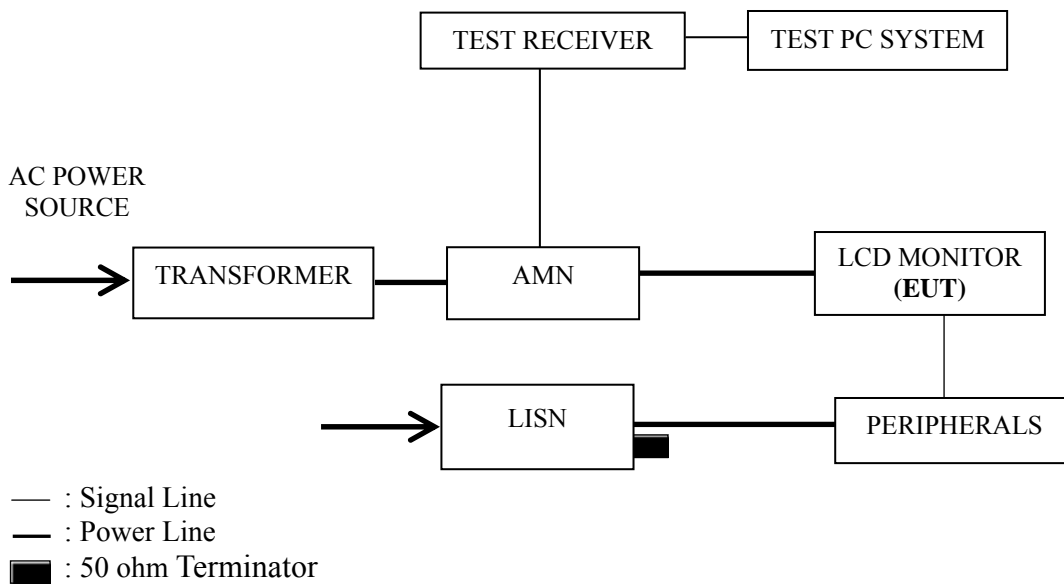 TEST RECEIVER
TEST PC SYSTEM
AC POWER
SOURCE
TRANSFORMER
AMN
LCD MONITOR
(EUT)
LISN
PERIPHERALS
: Signal Line
: Power Line
: 50 ohm Terminator